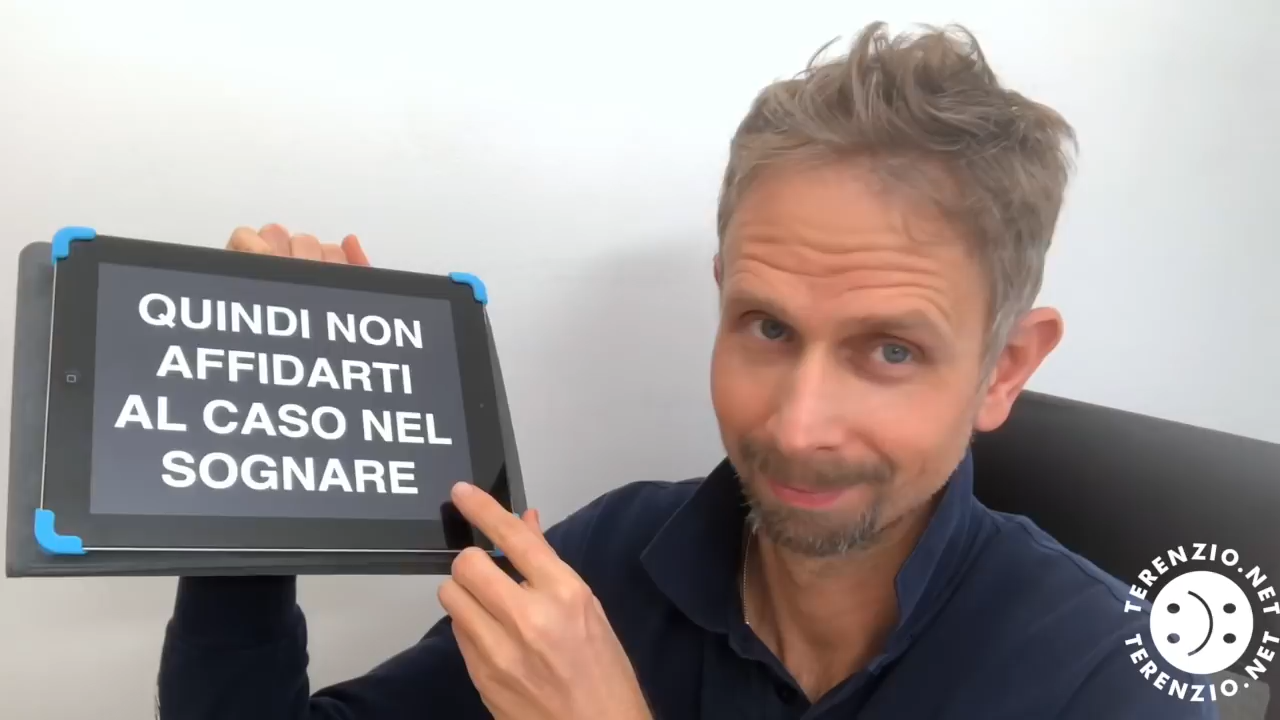 QUINDI NON
AFFIDARTI
AL CASO NEL
SOGNARE
TERENZIO.NET
TERENZIO.NET